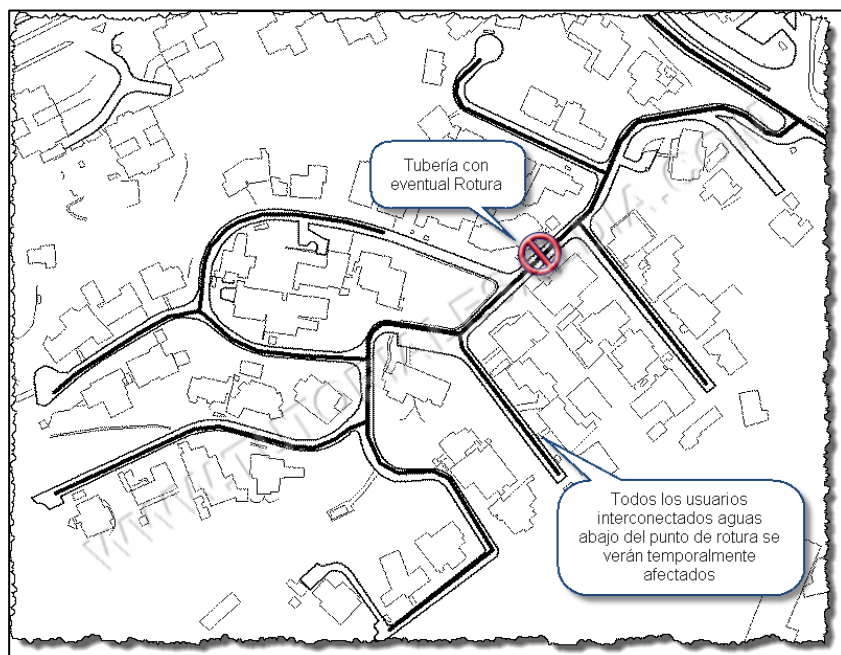 Tubería con
eventual Rotura
Todos los usuarios
interconectados aguas
abajo del punto de rotura se
verán temporalmente
afectados